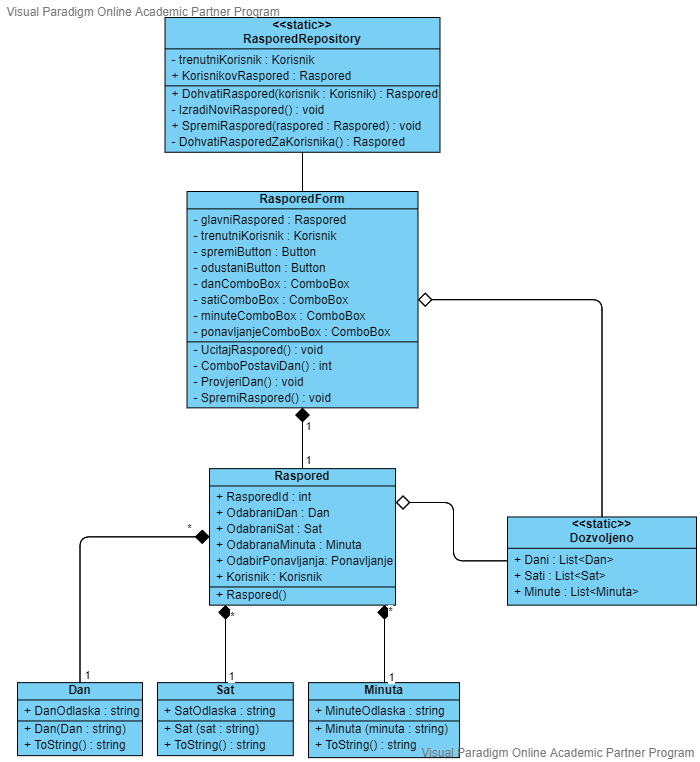 Visual Paradigm Online Academic Partner Program
<<static>>
RasporedRepository
- trenutniKorisnik : Korisnik
+ KorisnikovRaspored : Raspored
+ DohvatiRaspored(korisnik : Korisnik) : Raspored
- IzradiNoviRaspored() : void
+ SpremiRaspored(raspored : Raspored) : void
- DohvatiRasporedZaKorisnika() : Raspored
RasporedForm
- glavniRaspored : Raspored
- trenutniKorisnik : Korisnik
- spremiButton : Button
- odustaniButton : Button
- danComboBox : ComboBox
- satiComboBox : ComboBox
- minuteComboBox : ComboBox
- ponavljanjeComboBox : ComboBox
- UcitajRaspored() : void
- ComboPostaviDan() : int
- ProvjeriDan() : void
- SpremiRaspored() : void
1
1
Raspored
+ RasporedId : int
+ OdabraniDan : Dan
+ OdabraniSat : Sat
+ OdabranaMinuta : Minuta
+ OdabirPonavljanja: Ponavljanje
+ Korisnik : Korisnik
+ Raspored()
<<static>>
Dozvoljeno
+ Dani : List<Dan>
+ Sati : List<Sat>
+ Minute : List<Minuta>
*
*
*
1
1
1
Dan
+ DanOdlaska : string
+ Dan(Dan : string)
+ ToString() : string
Sat
+ SatOdlaska : string
+ Sat (sat : string)
+ ToString() : string
Minuta
+ MinuteOdlaska : string
+ Minuta (minuta : string)
+ ToString() : string
Visual Paradigm Online Academic Partner Program